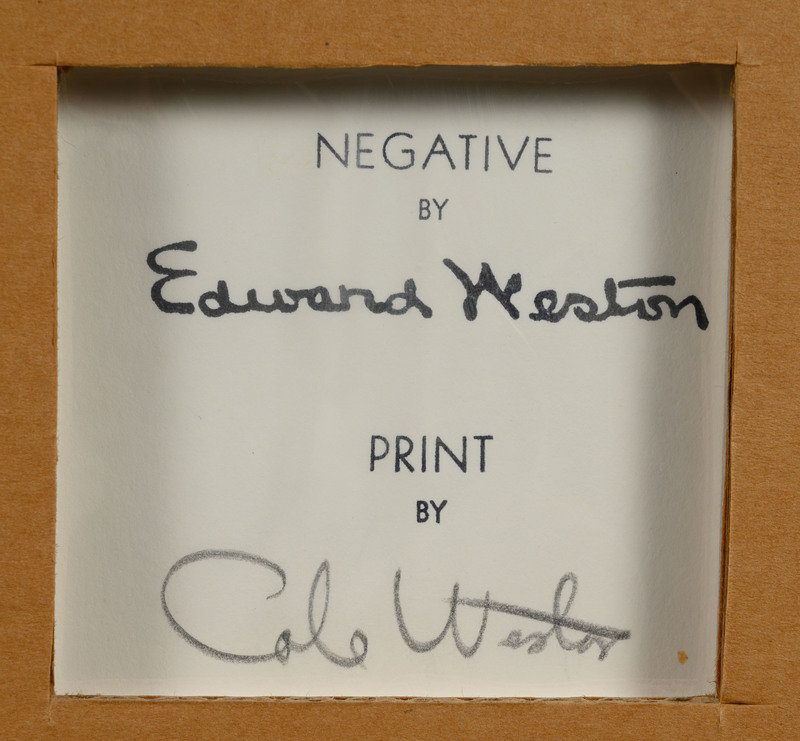 NEGATIVE
BY
Edward Weston
PRINT
BY
Cole Weston